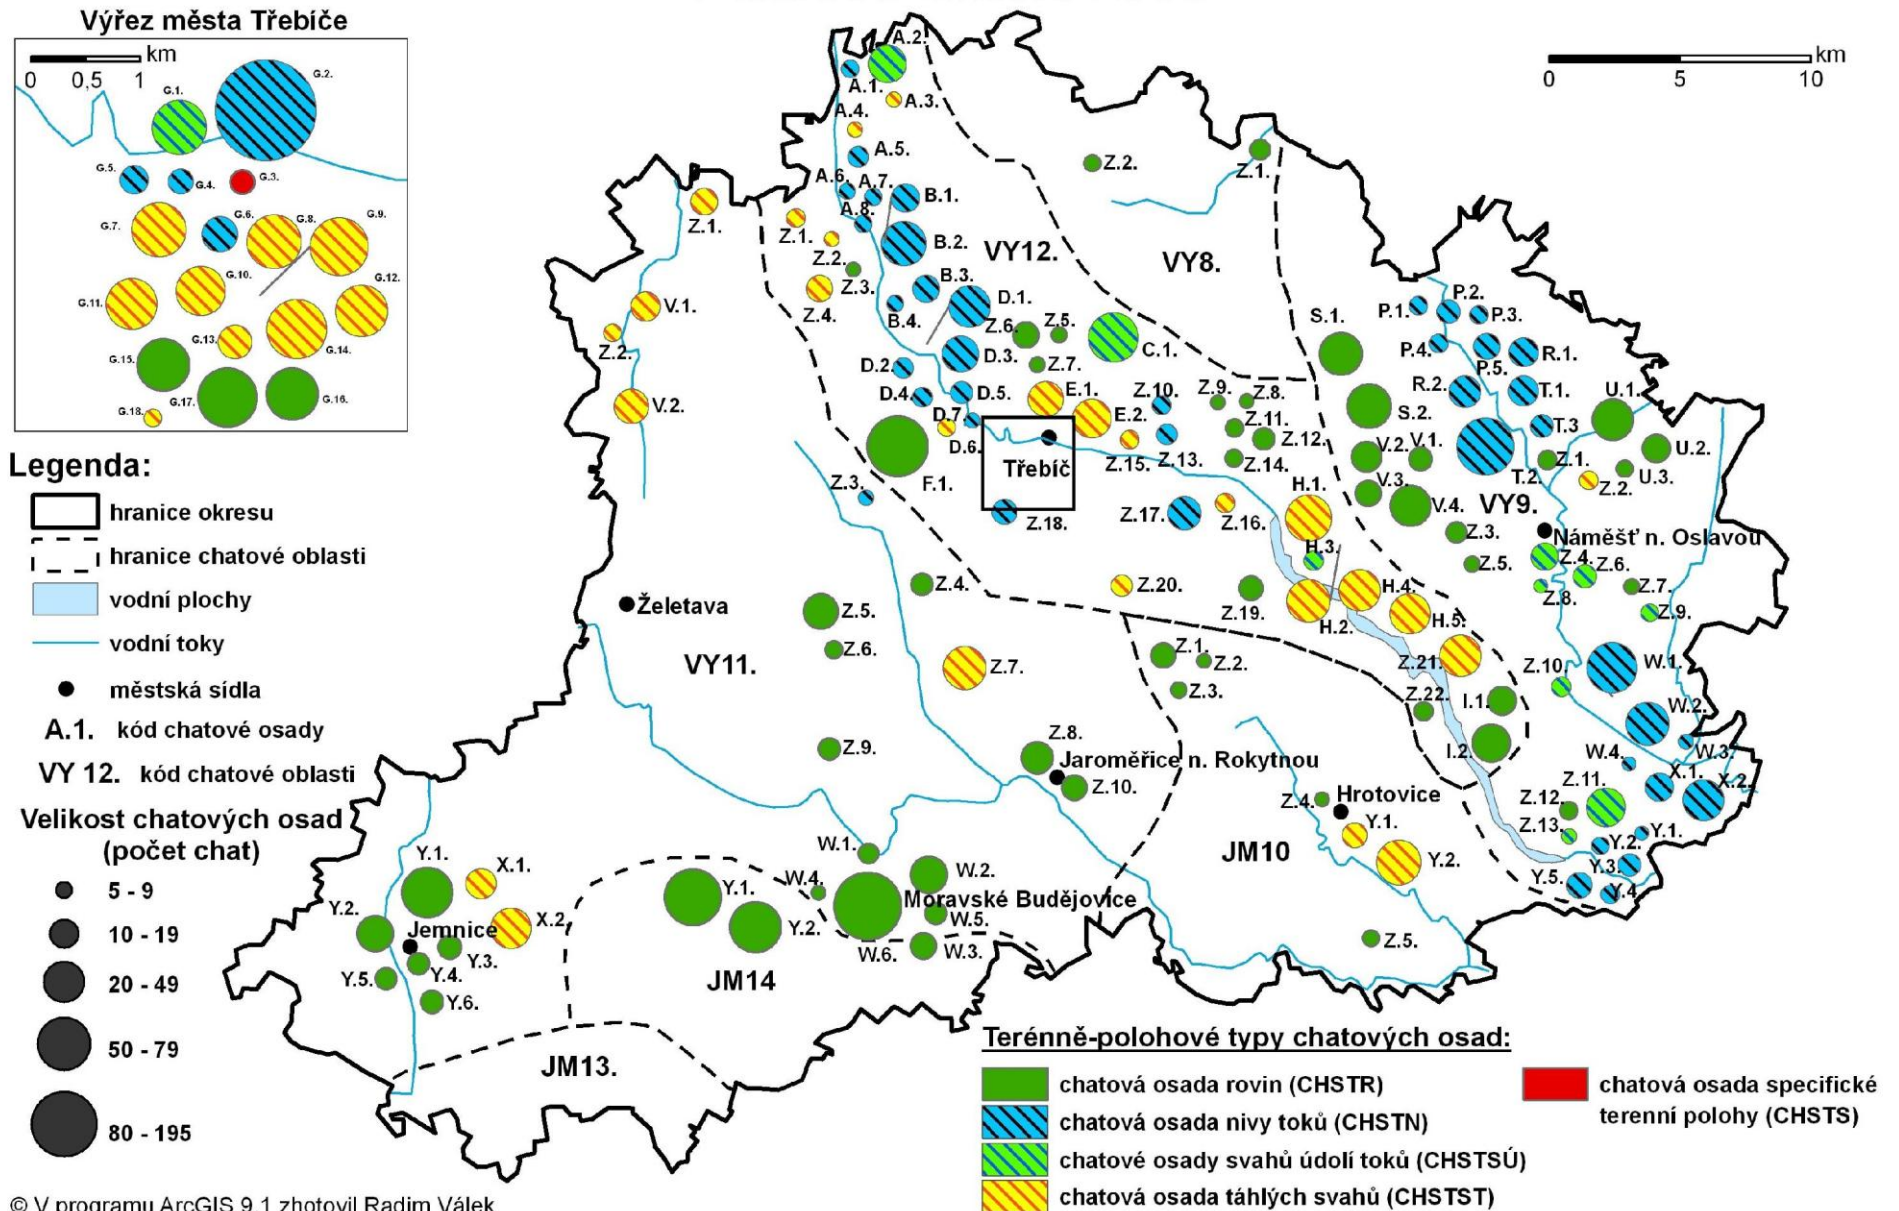 Výřez města Třebíče
km
0
0,5
1
G.1.
G.2.
G.5.
G.4.
G.3.
G.7.
G.6.
G.8.
G.9.
G.10.
G.11.
G.12.
G.13.
G.14.
G.15.
G.17.
G.16.
G.18.
km
0
5
10
A.2.
A.1.
A.3.
A.4.
A.5.
A.6.
A.7.
A.8.
B.1.
B.2.
B.3.
B.4.
VY12.
VY8.
Z.2.
Z.1.
Z.1.
Z.1.
Z.2.
Z.3.
Z.4.
V.1.
Z.2.
V.2.
D.1.
D.2.
D.3.
D.4.
D.5.
D.7.
D.6.
Z.6.
Z.5.
Z.7.
C.1.
E.1.
E.2.
Z.10.
Z.9.
Z.8.
Z.11.
Z.12.
Z.15.
Z.13.
Z.14.
F.1.
Třebíč
Z.3.
Z.18.
Z.17.
Z.16.
H.1.
H.3.
H.4.
H.2.
H.5.
Z.20.
Z.19.
Z.21.
Z.22.
I.1.
I.2.
S.1.
S.2.
P.1.
P.2.
P.3.
P.4.
P.5.
R.1.
R.2.
T.1.
T.3
T.2.
U.1.
U.2.
U.3.
V.2.
V.1.
V.3.
V.4.
VY9.
Z.1.
Z.2.
Z.3.
Z.5.
Náměšť n. Oslavou
Z.4.
Z.6.
Z.8.
Z.7.
Z.9.
Z.10.
W.1.
W.2.
W.3.
W.4.
X.1.
X.2.
Z.11.
Z.12.
Z.13.
Y.1.
Y.2.
Y.3.
Y.5.
Y.4.
Želetava
VY11.
Z.4.
Z.5.
Z.6.
Z.7.
Z.8.
Z.9.
Jaroměřice n. Rokytnou
Z.10.
Z.1.
Z.2.
Z.3.
Z.4.
Hrotovice
Y.1.
Y.2.
JM10
Z.5.
W.1.
W.2.
W.4.
Moravské Budějovice
W.5.
W.6.
W.3.
Y.1.
X.1.
Y.2.
X.2.
Jemnice
Y.3.
Y.4.
Y.5.
Y.6.
Y.1.
Y.2.
JM14
JM13.
Legenda:
hranice okresu
hranice chatové oblasti
vodní plochy
vodní toky
městská sídla
A.1. kód chatové osady
VY 12. kód chatové oblasti
Velikost chatových osad
(počet chat)
5 - 9
10 - 19
20 - 49
50 - 79
80 - 195
Terénně-polohové typy chatových osad:
chatová osada rovin (CHSTR)
chatová osada nivy toků (CHSTN)
chatové osady svahů údolí toků (CHSTSÚ)
chatová osada táhlých svahů (CHSTST)
chatová osada specifické
terenní polohy (CHSTS)
© V programu ArcGIS 9.1 zhotovil Radim Válek